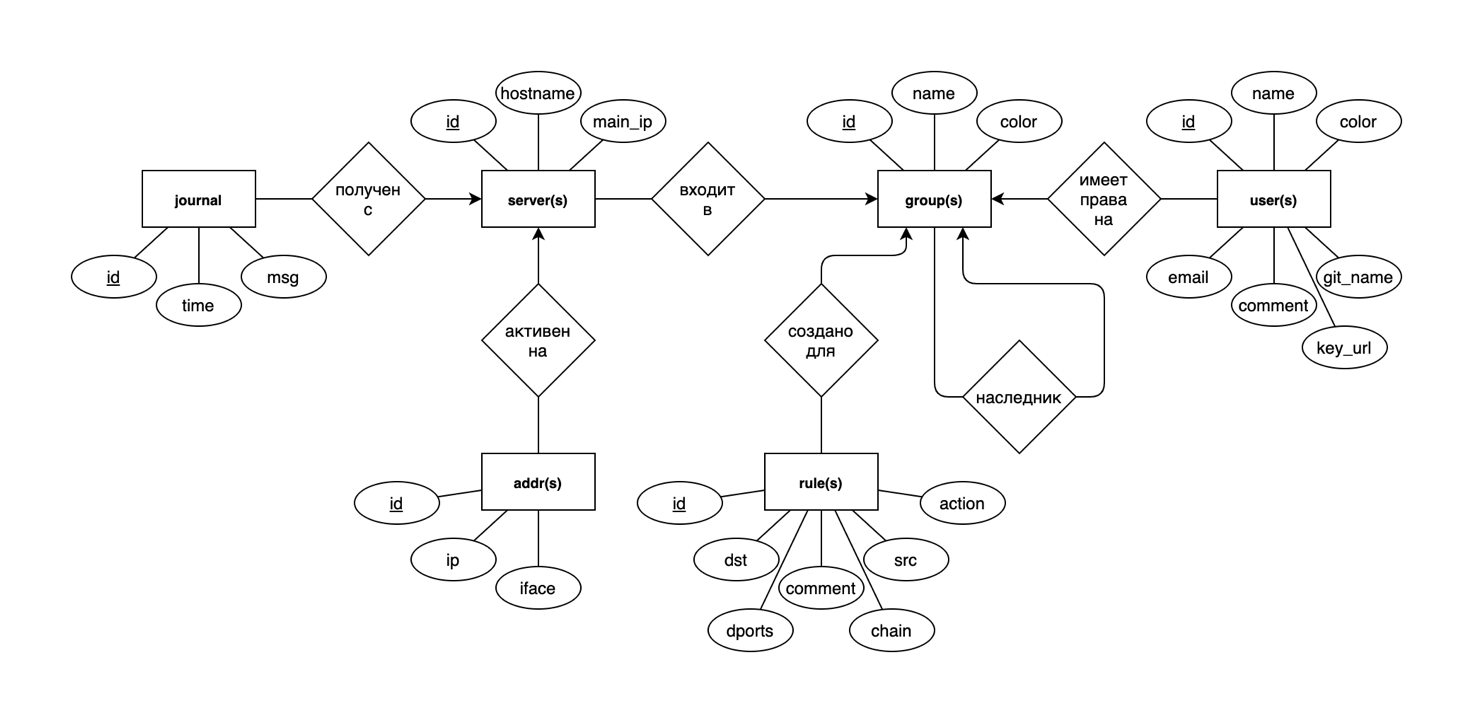 hostname
id
main_ip
name
id
color
name
id
color
journal
получен
с
server(s)
входит
в
group(s)
имеет
права
на
user(s)
id
time
msg
email
comment
git_name
key_url
активен
на
создано
для
наследник
addr(s)
id
ip
iface
rule(s)
id
dst
dports
comment
chain
src
action